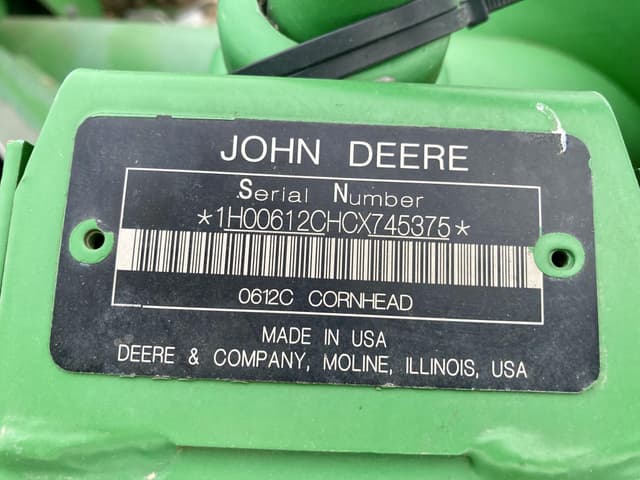 JOHN DEERE
Serial Number
*1H00612CHCX745375*
0612C CORNHEAD
MADE IN USA
DEERE & COMPANY, MOLINE, ILLINOIS, USA